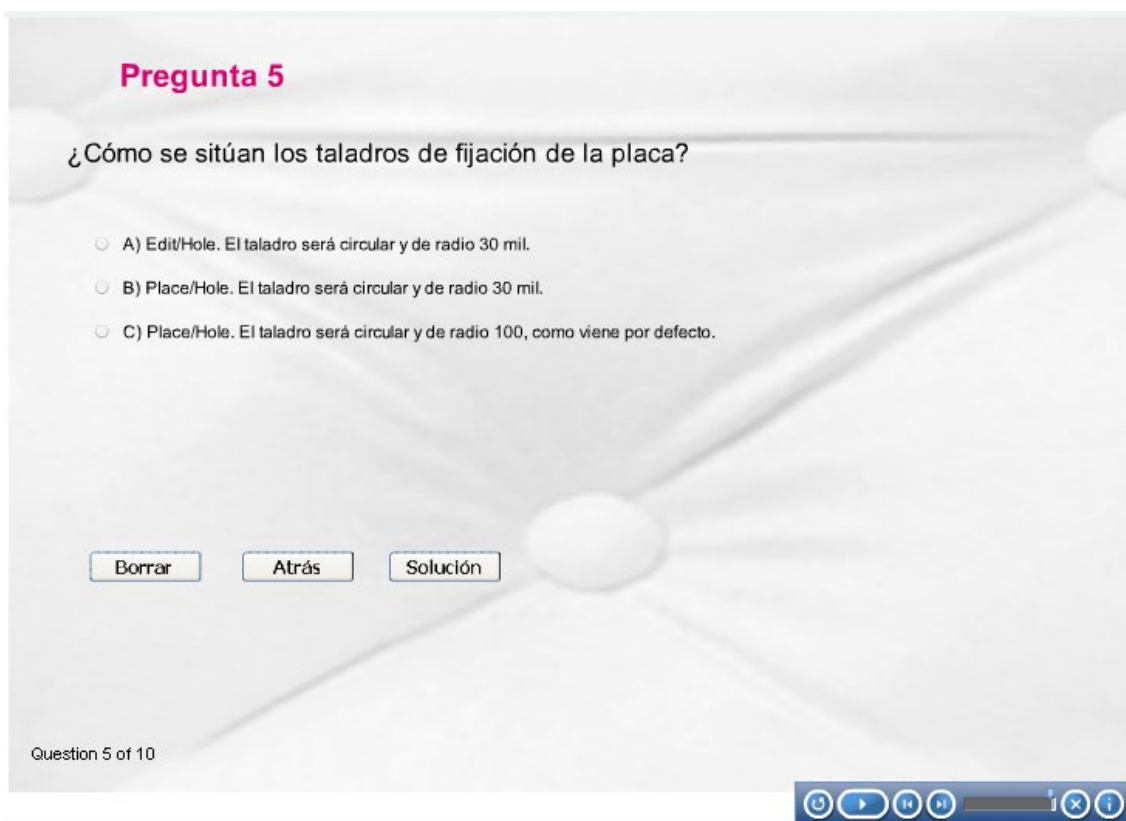 Pregunta 5
¿Cómo se sitúan los taladros de fijación de la placa?
A) Edit/Hole. El taladro será circular y de radio 30 mil.
B) Place/Hole. El taladro será circular y de radio 30 mil.
C) Place/Hole. El taladro será circular y de radio 100, como viene por defecto.
Borrar Atrás Solución
Question 5 of 10